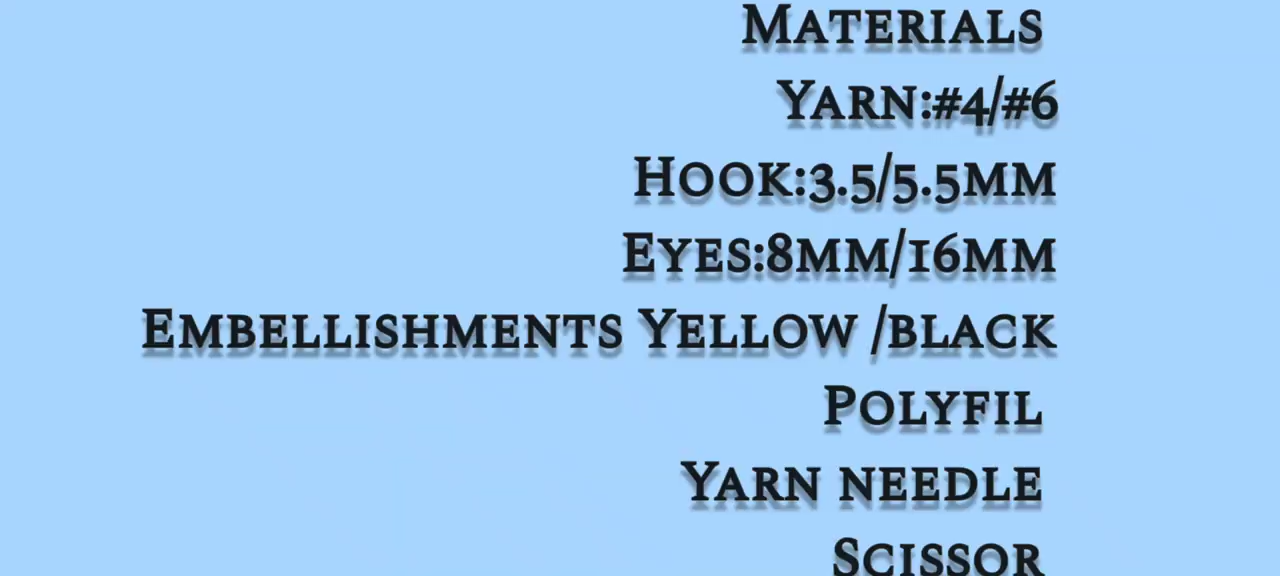 Materials
Yarn:#4/#6
Hook:3.5/5.5mm
Eyes:8mm/16mm
Embellishments Yellow /black
Polyfil
Yarn needle
Scissor